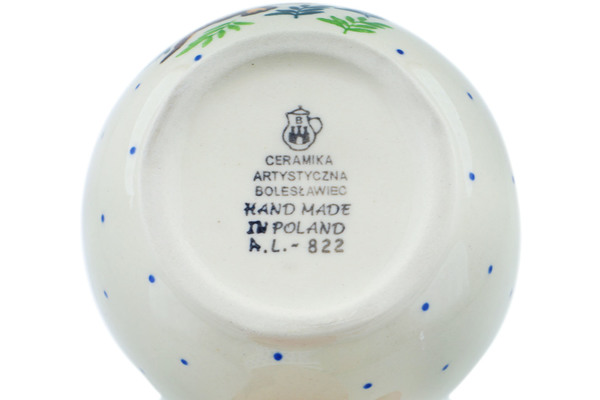 B
CERAMIKA
ARTYSTYCZNA
BOLESŁAWIEC
HAND MADE
IN POLAND
A.L.- 822